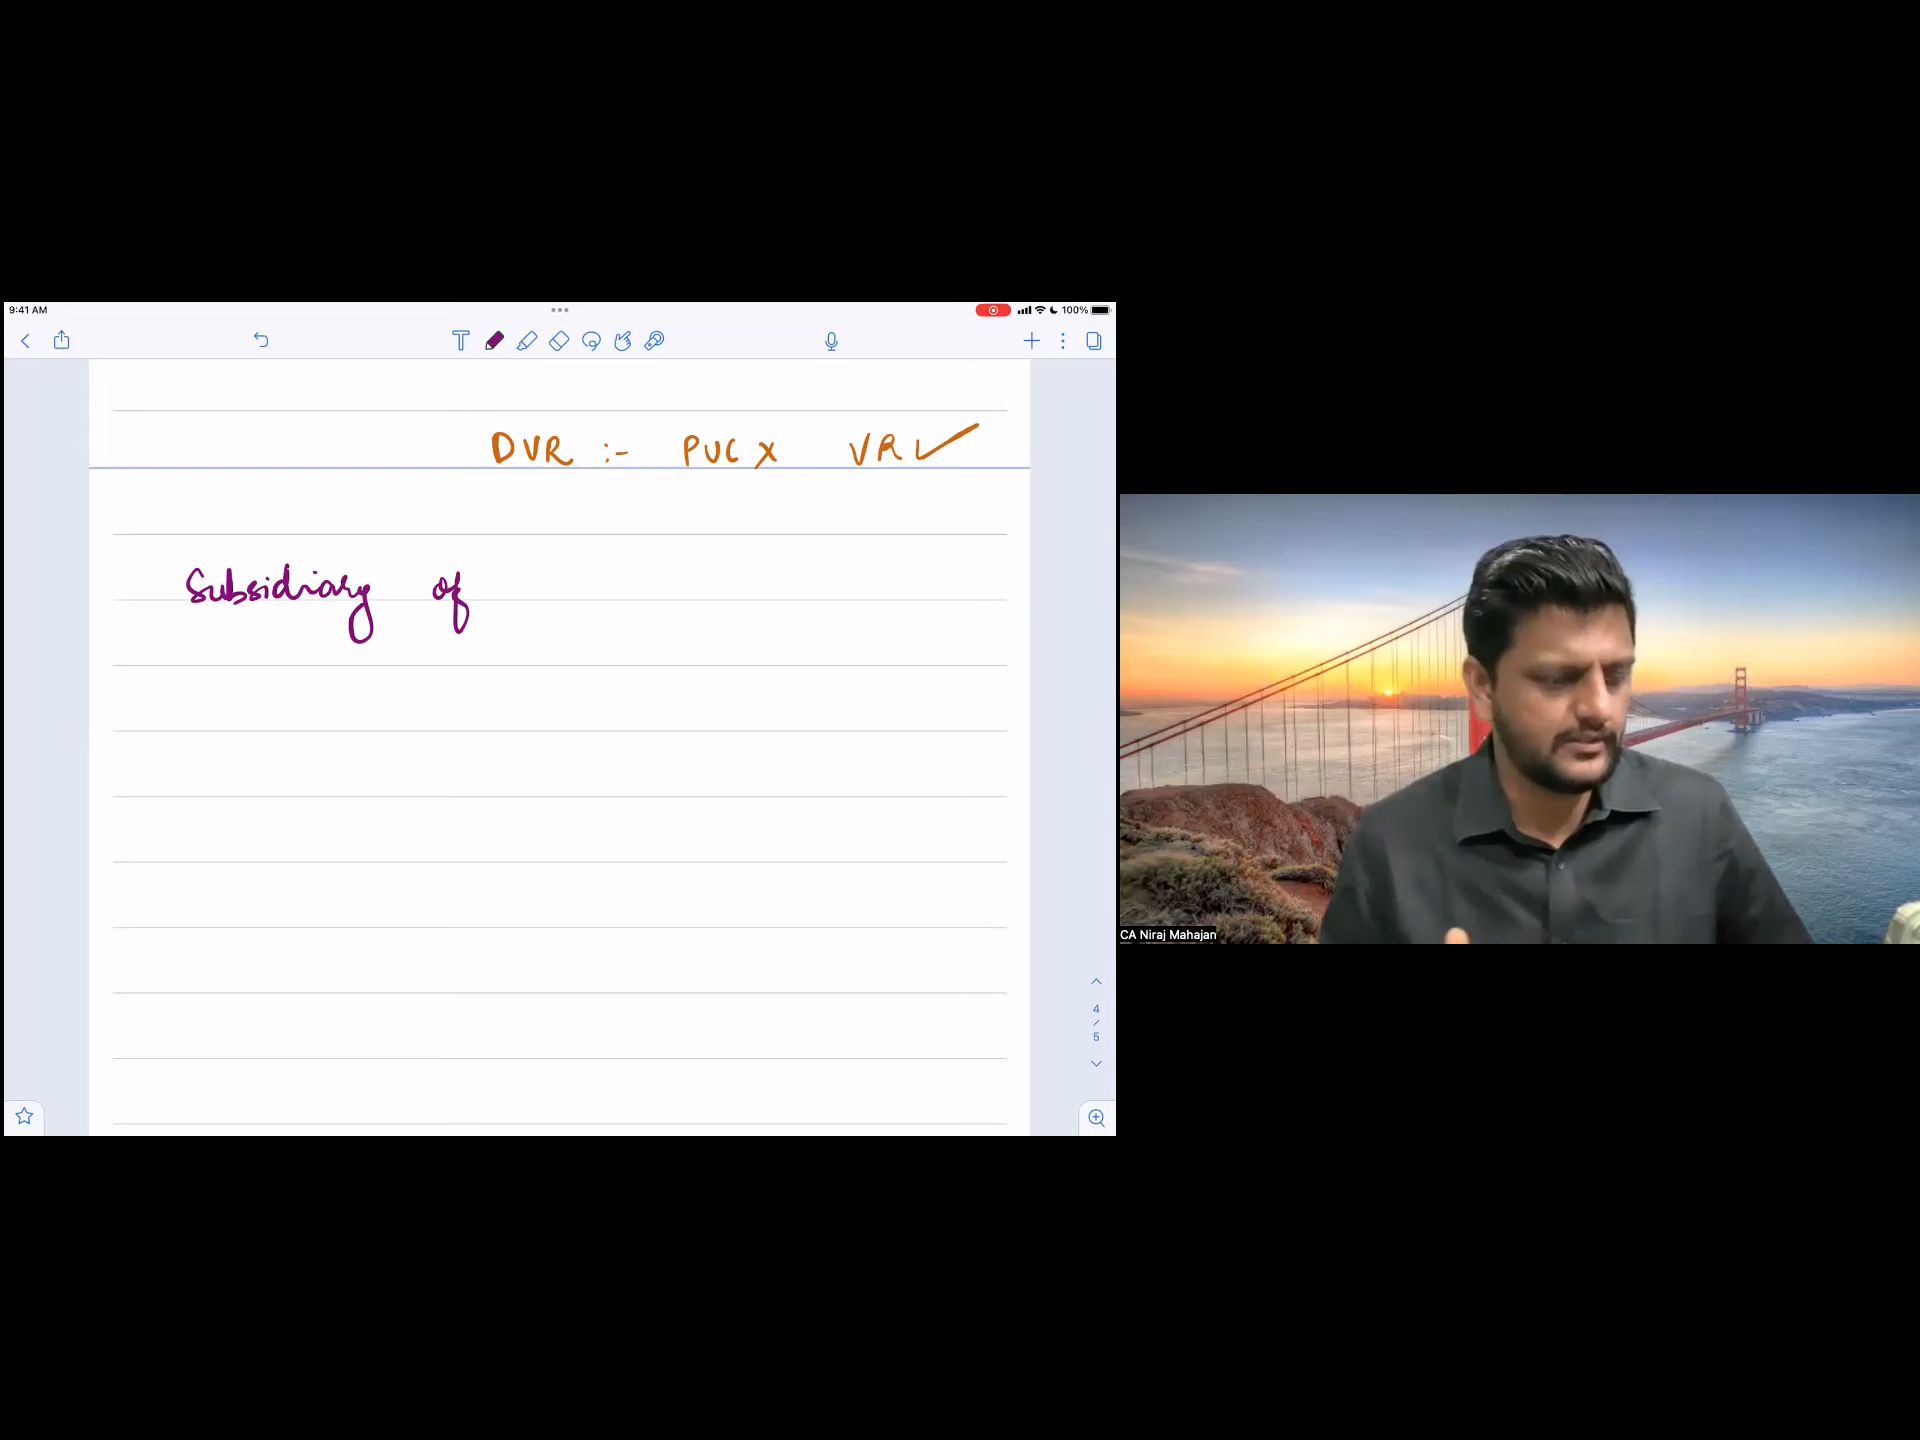 9:41 AM
100%
DVR :- PUC x VR ✓
Subsidiary of
4
/
5
CA Niraj Mahajan